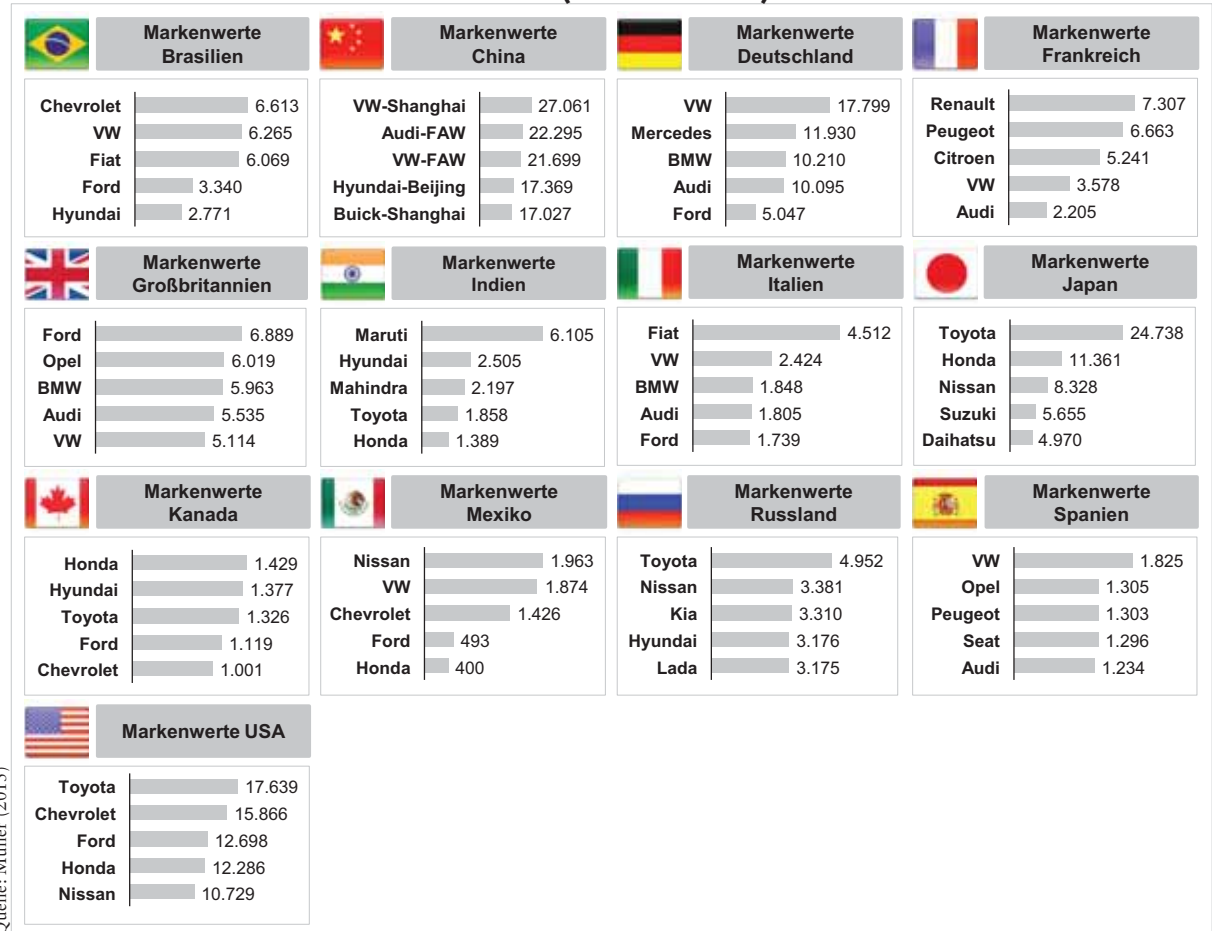 Markenwerte
Brasilien
Chevrolet 6.613
VW 6.265
Fiat 6.069
Ford 3.340
Hyundai 2.771
Markenwerte
China
VW-Shanghai 27.061
Audi-FAW 22.295
VW-FAW 21.699
Hyundai-Beijing 17.369
Buick-Shanghai 17.027
Markenwerte
Deutschland
VW 17.799
Mercedes 11.930
BMW 10.210
Audi 10.095
Ford 5.047
Markenwerte
Frankreich
Renault 7.307
Peugeot 6.663
Citroen 5.241
VW 3.578
Audi 2.205
Markenwerte
Großbritannien
Ford 6.889
Opel 6.019
BMW 5.963
Audi 5.535
VW 5.114
Markenwerte
Indien
Maruti 6.105
Hyundai 2.505
Mahindra 2.197
Toyota 1.858
Honda 1.389
Markenwerte
Italien
Fiat 4.512
VW 2.424
BMW 1.848
Audi 1.805
Ford 1.739
Markenwerte
Japan
Toyota 24.738
Honda 11.361
Nissan 8.328
Suzuki 5.655
Daihatsu 4.970
Markenwerte
Kanada
Honda 1.429
Hyundai 1.377
Toyota 1.326
Ford 1.119
Chevrolet 1.001
Markenwerte
Mexiko
Nissan 1.963
VW 1.874
Chevrolet 1.426
Ford 493
Honda 400
Markenwerte
Russland
Toyota 4.952
Nissan 3.381
Kia 3.310
Hyundai 3.176
Lada 3.175
Markenwerte
Spanien
VW 1.825
Opel 1.305
Peugeot 1.303
Seat 1.296
Audi 1.234
Markenwerte USA
Toyota 17.639
Chevrolet 15.866
Ford 12.698
Honda 12.286
Nissan 10.729